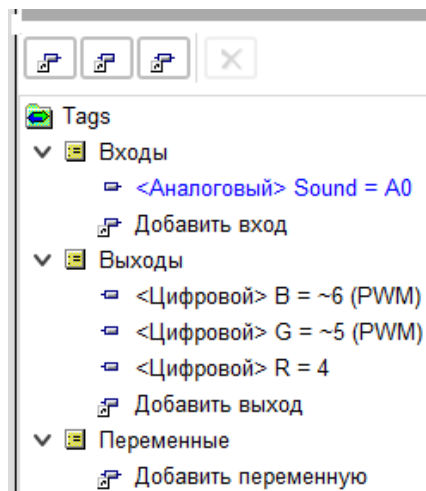 Tags
Входы
<Аналоговый> Sound = A0
Добавить вход
Выходы
<Цифровой> B = ~6 (PWM)
<Цифровой> G = ~5 (PWM)
<Цифровой> R = 4
Добавить выход
Переменные
Добавить переменную